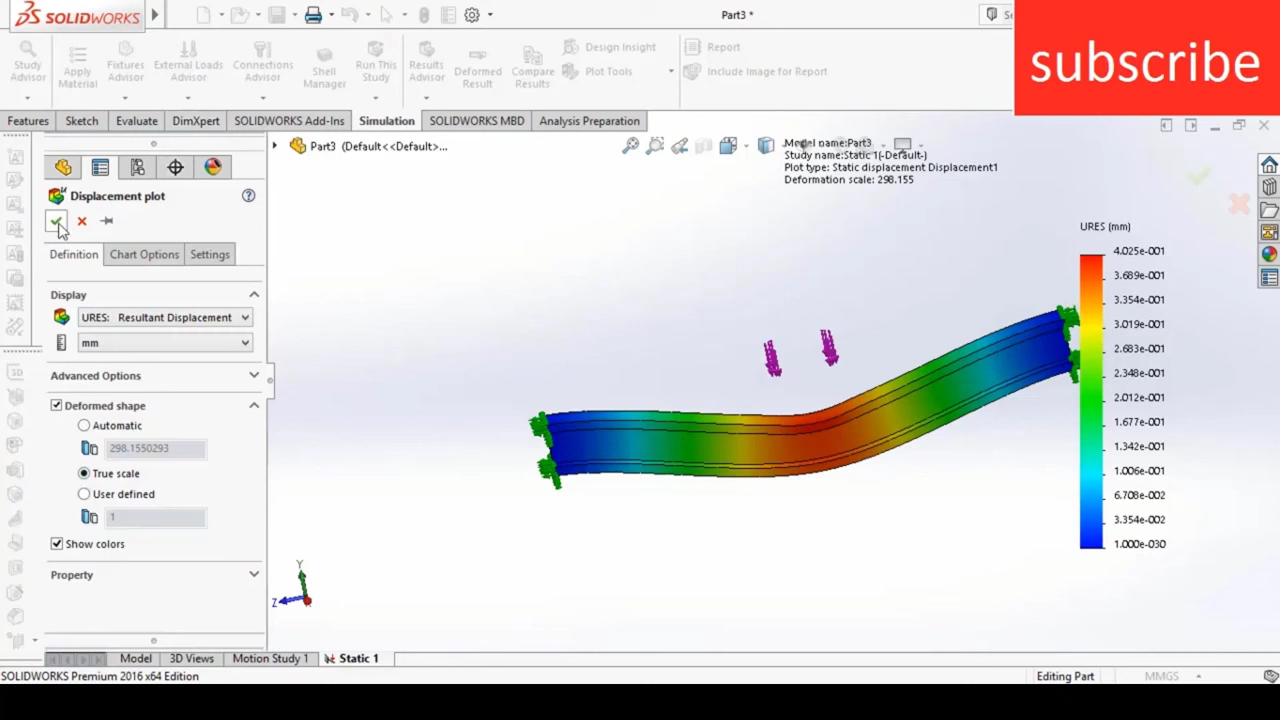 SOLIDWORKS
Part3 *
subscribe
Study Advisor
Apply Material
Fixtures Advisor
External Loads Advisor
Connections Advisor
Shell Manager
Run This Study
Results Advisor
Deformed Result
Compare Results
Design Insight
Plot Tools
Report
Include Image for Report
Features
Sketch
Evaluate
DimXpert
SOLIDWORKS Add-Ins
Simulation
SOLIDWORKS MBD
Analysis Preparation
Part3 (Default<<Default>...
Model name:Part3
Study name:Static 1(-Default-)
Plot type: Static displacement Displacement1
Deformation scale: 298.155
Displacement plot
Definition
Chart Options
Settings
Display
URES: Resultant Displacement
mm
Advanced Options
Deformed shape
Automatic
298.1550293
True scale
User defined
1
Show colors
Property
URES (mm)
4.025e-001
3.689e-001
3.354e-001
3.019e-001
2.683e-001
2.348e-001
2.012e-001
1.677e-001
1.342e-001
1.006e-001
6.708e-002
3.354e-002
1.000e-030
Y
Z
Model
3D Views
Motion Study 1
Static 1
SOLIDWORKS Premium 2016 x64 Edition
Editing Part
MMGS